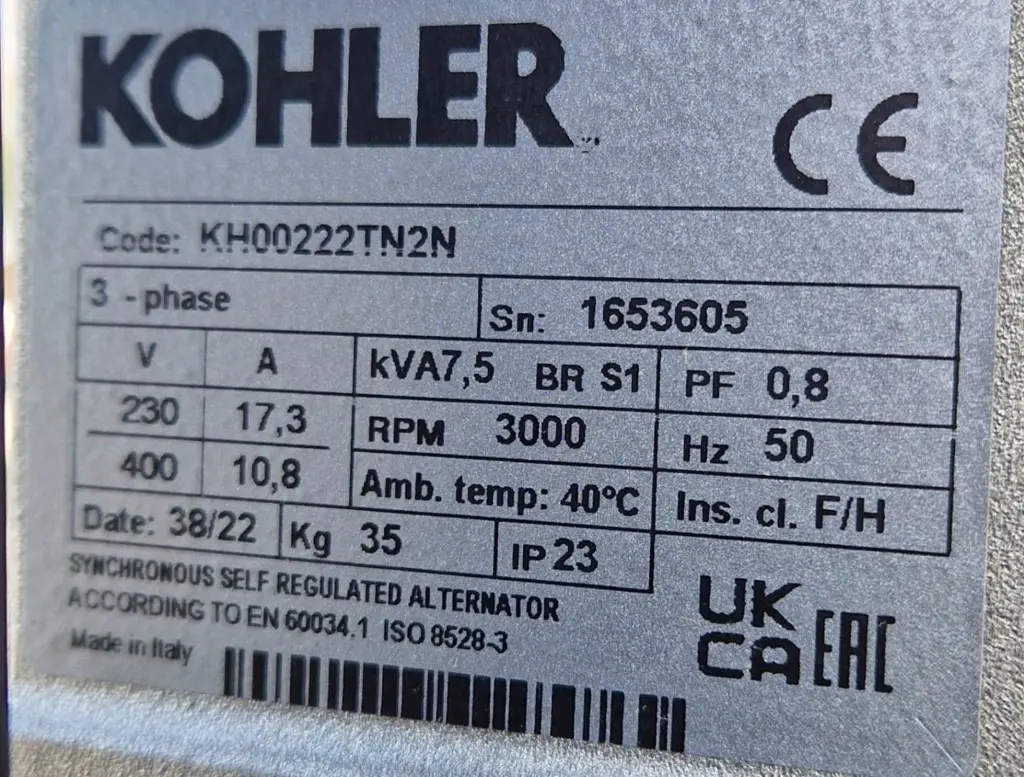 KOHLER
CE
Code: KH00222TN2N
3 - phase Sn: 1653605
V A kVA7,5 BR S1 PF 0,8
230 17,3 RPM 3000 Hz 50
400 10,8 Amb. temp: 40°C Ins. cl. F/H
Date: 38/22 Kg 35 IP 23
SYNCHRONOUS SELF REGULATED ALTERNATOR
ACCORDING TO EN 60034.1 ISO 8528-3
Made in Italy
UK
CA EAC